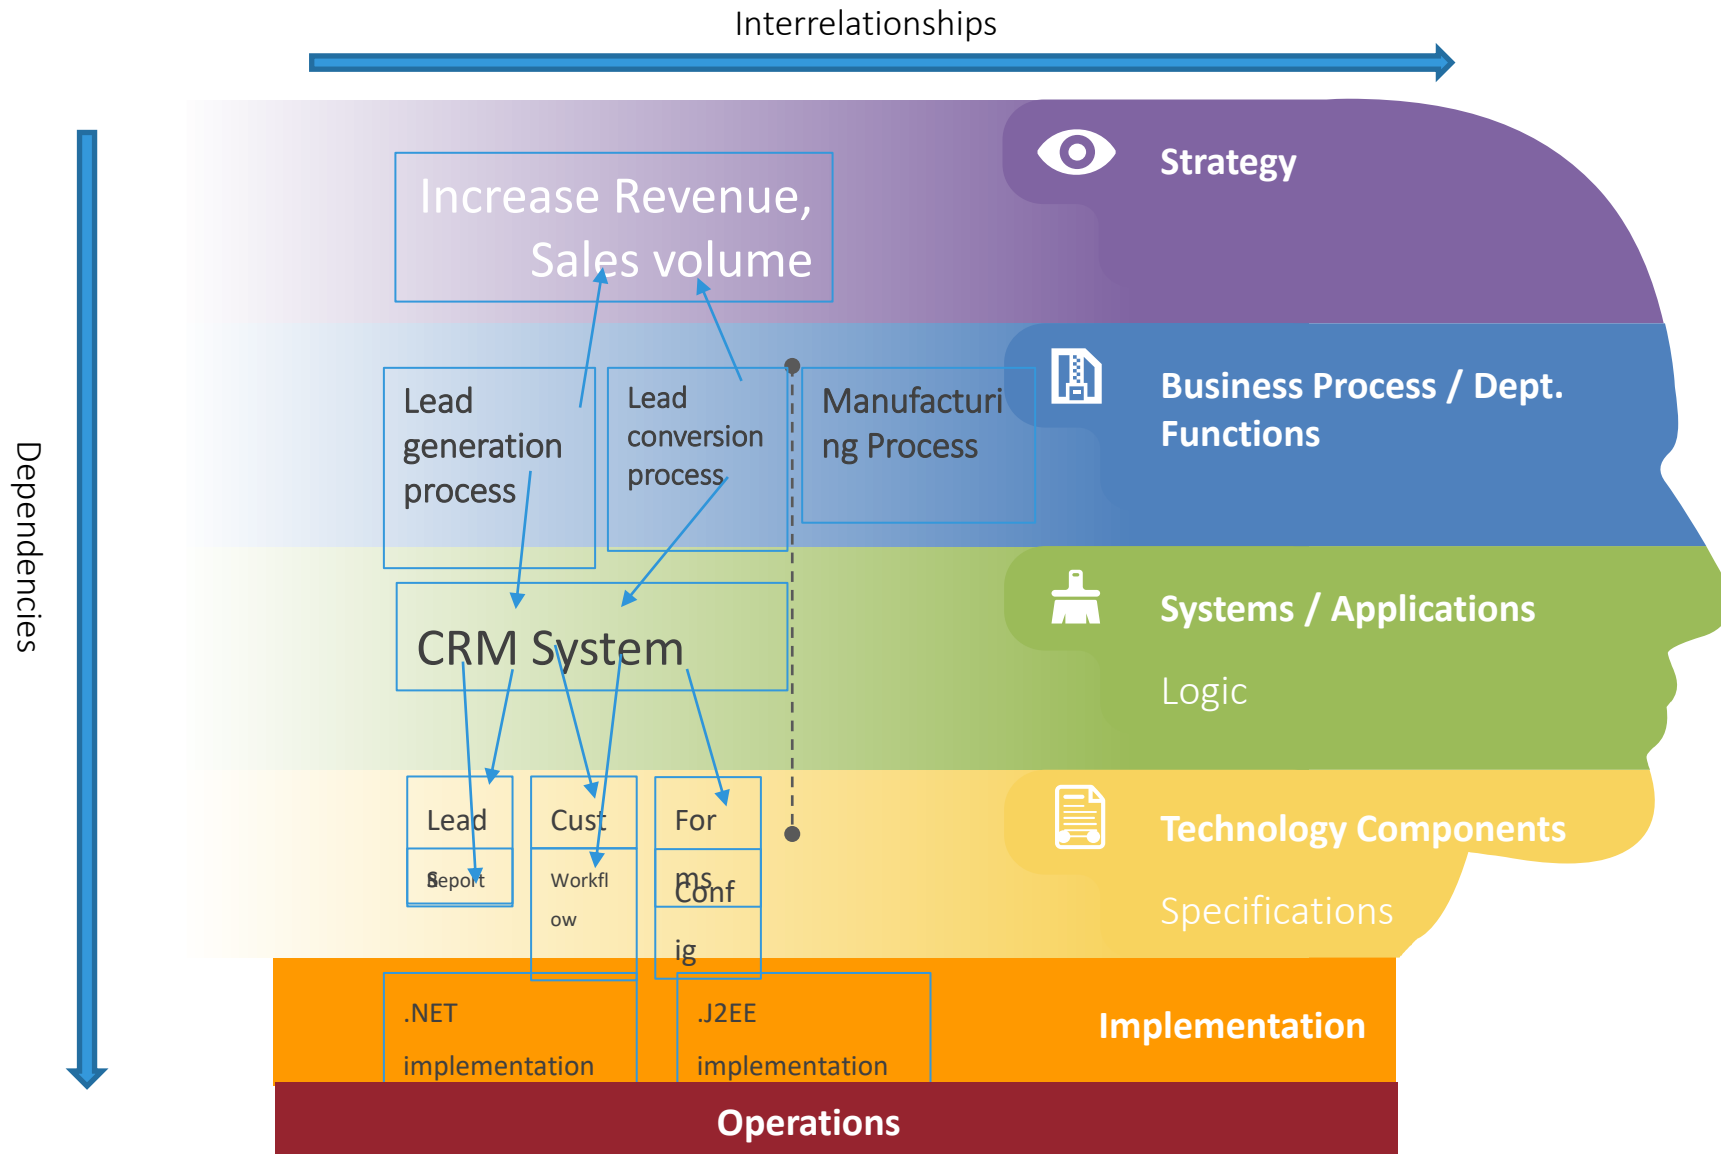 Interrelationships
Dependencies
Strategy
Increase Revenue,
Sales volume
Business Process / Dept.
Functions
Lead
generation
process
Lead
conversion
process
Manufacturi
ng Process
Systems / Applications
Logic
CRM System
Technology Components
Specifications
Lead
s
Report
Cust
Workfl
ow
For
ms
Conf
ig
Implementation
.NET
implementation
.J2EE
implementation
Operations